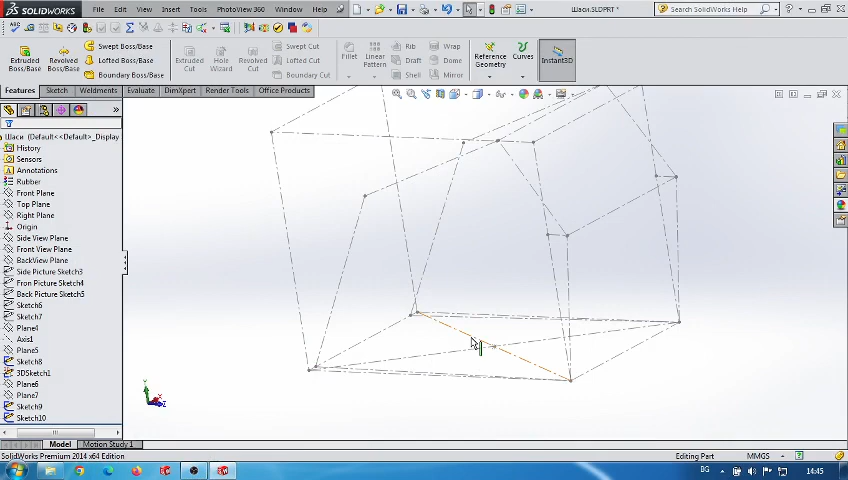 SOLIDWORKS File Edit View Insert Tools PhotoView 360 Window Help Шаси.SLDPRT * Search SolidWorks Help
Extruded Boss/Base
Revolved Boss/Base
Swept Boss/Base
Lofted Boss/Base
Boundary Boss/Base
Extruded Cut
Hole Wizard
Revolved Cut
Swept Cut
Lofted Cut
Boundary Cut
Fillet
Linear Pattern
Rib
Draft
Shell
Wrap
Dome
Mirror
Reference Geometry
Curves
Instant3D
Features Sketch Weldments Evaluate DimXpert Render Tools Office Products
Шаси (Default<<Default>_Display
History
Sensors
Annotations
Rubber
Front Plane
Top Plane
Right Plane
Origin
Side View Plane
Front View Plane
BackView Plane
Side Picture Sketch3
Fron Picture Sketch4
Back Picture Sketch5
Sketch6
Sketch7
Plane4
Axis1
Plane5
Sketch8
3DSketch1
Plane6
Plane7
Sketch9
Sketch10
Y
Z
Model Motion Study 1
SolidWorks Premium 2014 x64 Edition Editing Part MMGS
BG 14:45